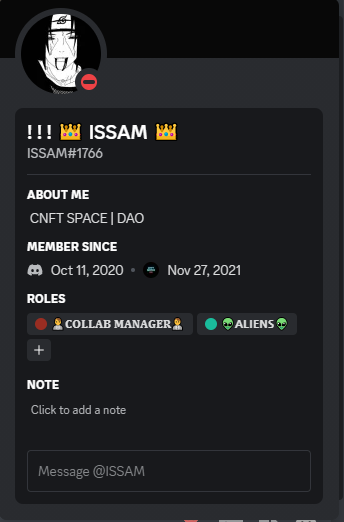 ! ! ! 👑 ISSAM 👑
ISSAM#1766
ABOUT ME
CNFT SPACE | DAO
MEMBER SINCE
Oct 11, 2020 • Nov 27, 2021
ROLES
COLLAB MANAGER 👽ALIENS👽
+
NOTE
Click to add a note
Message @ISSAM